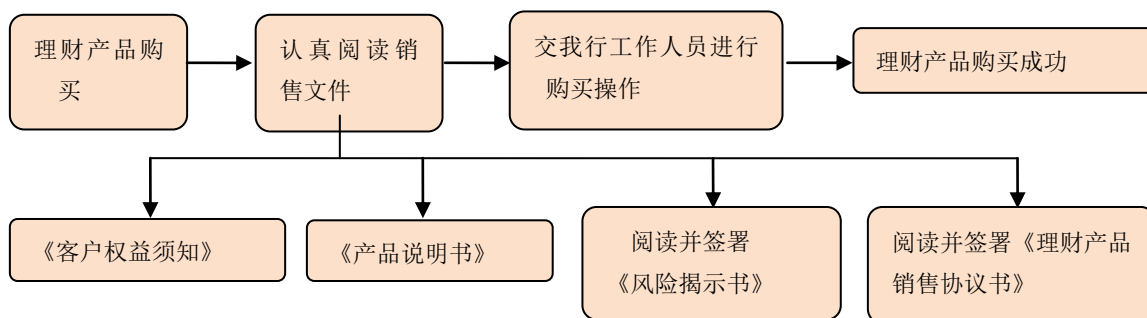 理财产品购
买
认真阅读销
售文件
交我行工作人员进行
购买操作
理财产品购买成功
《客户权益须知》
《产品说明书》
阅读并签署
《风险揭示书》
阅读并签署《理财产品
销售协议书》